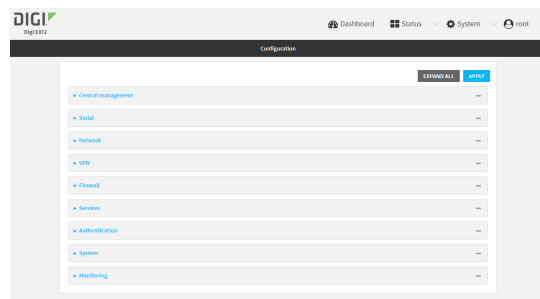 DIGI
Digi EX12
Dashboard Status System root
Configuration
EXPAND ALL APPLY
Central management
Serial
Network
VPN
Firewall
Services
Authentication
System
Monitoring